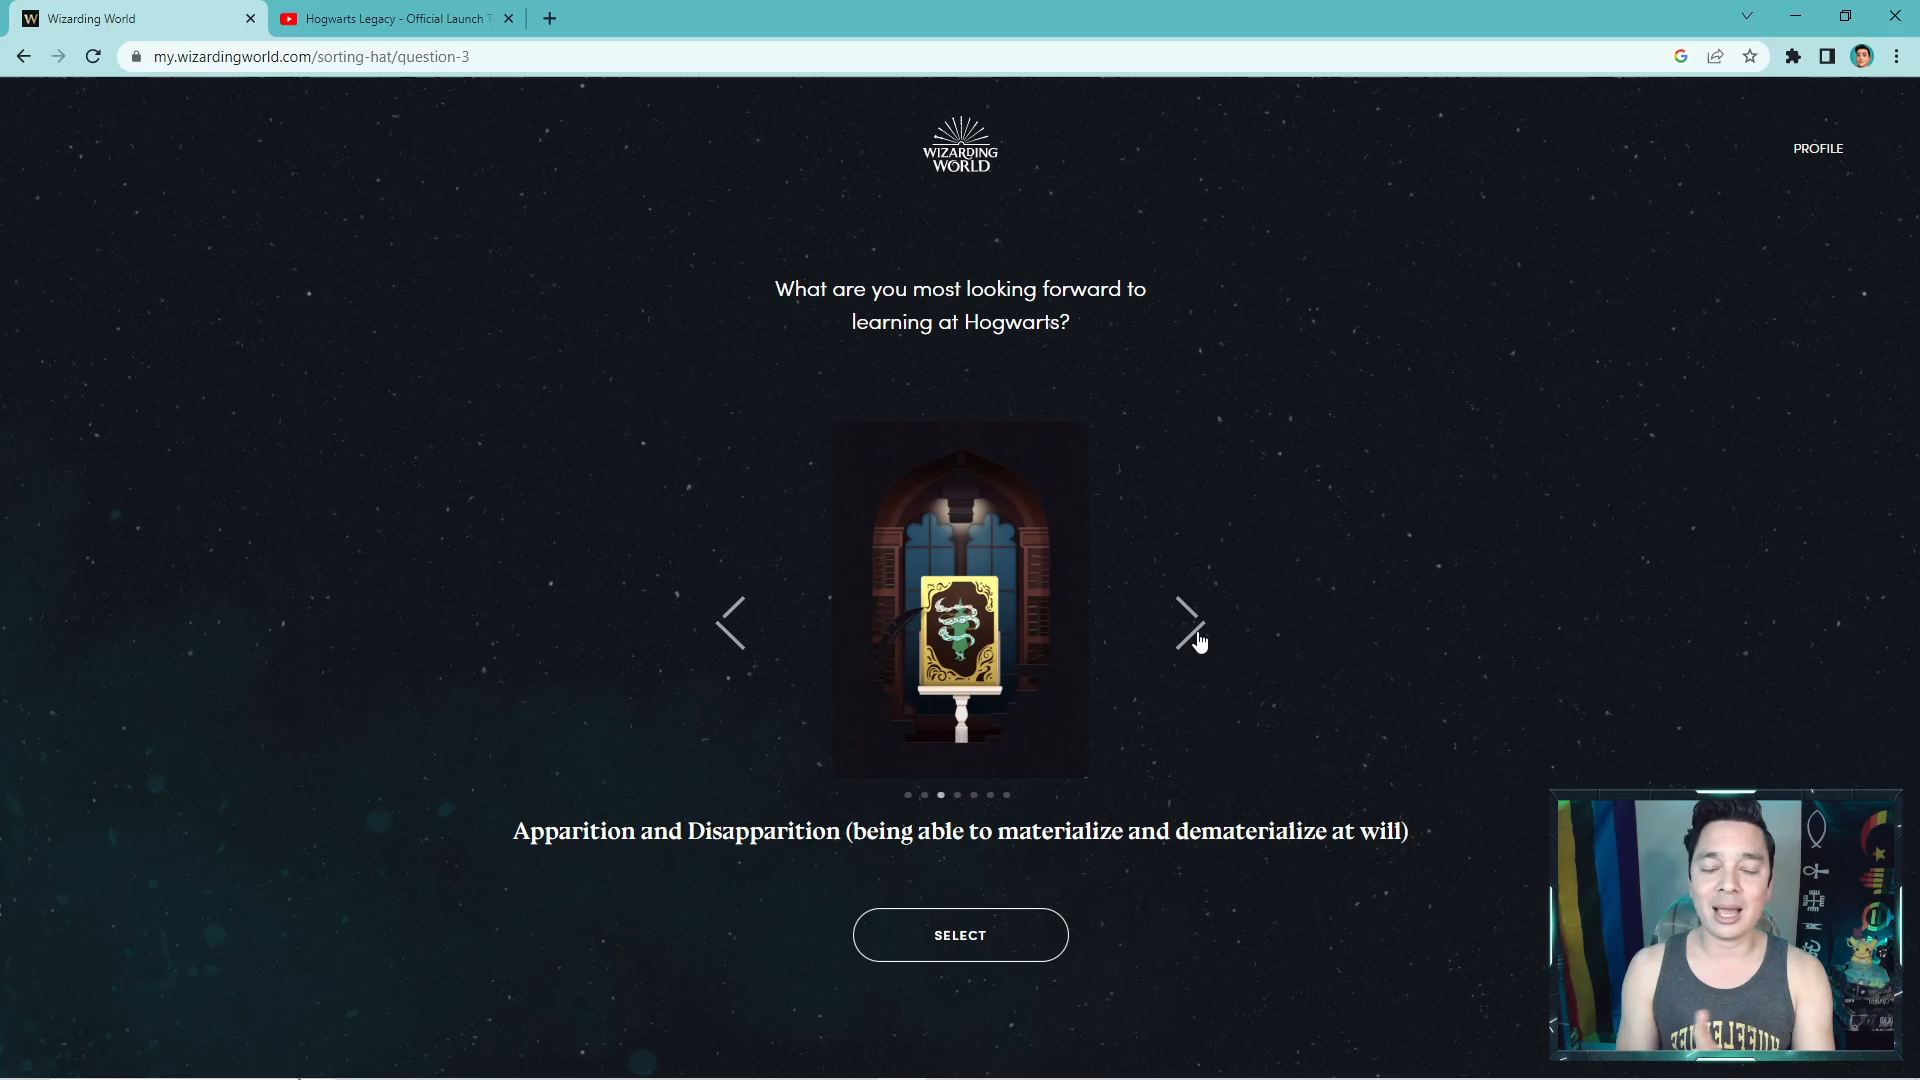 Wizarding World
Hogwarts Legacy - Official Launch T
my.wizardingworld.com/sorting-hat/question-3
WIZARDING
WORLD
PROFILE
What are you most looking forward to
learning at Hogwarts?
Apparition and Disapparition (being able to materialize and dematerialize at will)
SELECT